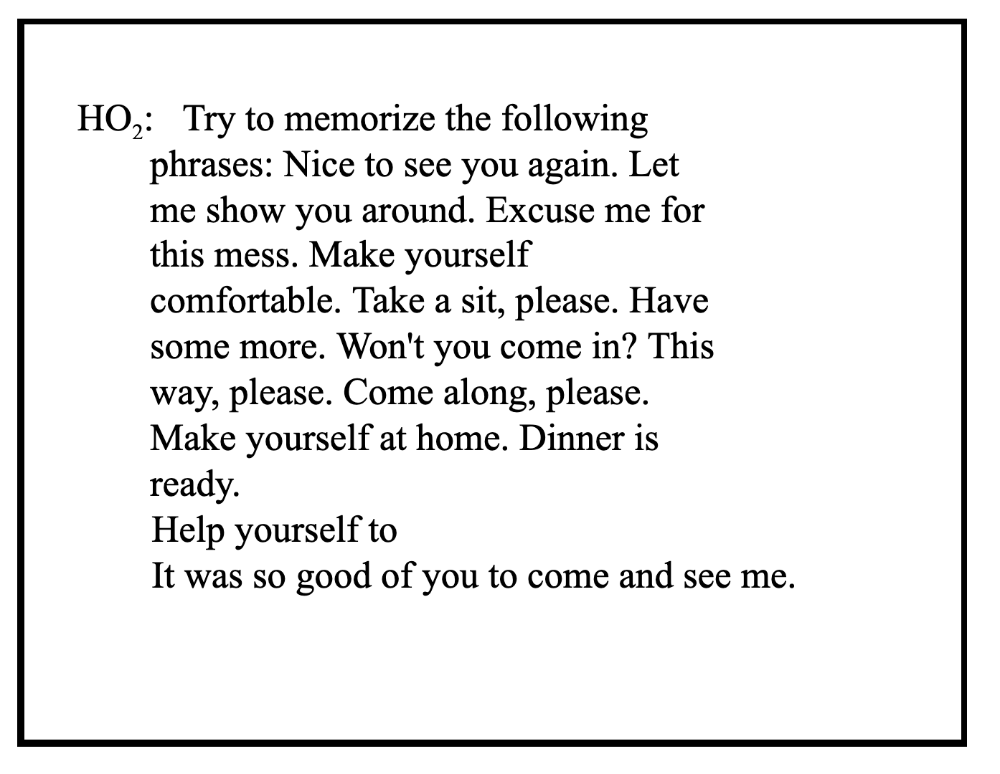 HO₂: Try to memorize the following
phrases: Nice to see you again. Let
me show you around. Excuse me for
this mess. Make yourself
comfortable. Take a sit, please. Have
some more. Won't you come in? This
way, please. Come along, please.
Make yourself at home. Dinner is
ready.
Help yourself to
It was so good of you to come and see me.